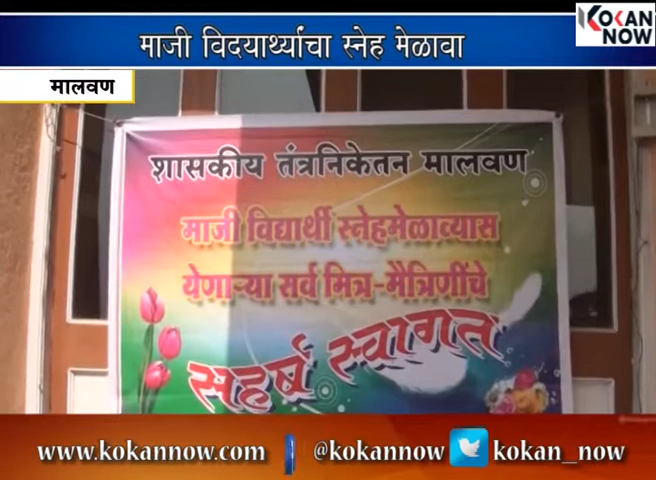 KOKAN
NOW
माजी विदयार्थ्यांचा स्नेह मेळावा
मालवण
शासकीय तंत्रनिकेतन मालवण
माजी विद्यार्थी स्नेहमेळाव्यास
येणाऱ्या सर्व मित्र-मैत्रिणींचे
सहर्ष स्वागत
www.kokannow.com
@kokannow
kokan_now